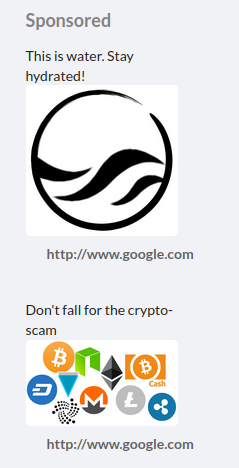 Sponsored
This is water. Stay
hydrated!
http://www.google.com
Don't fall for the crypto-
scam
Cash
http://www.google.com